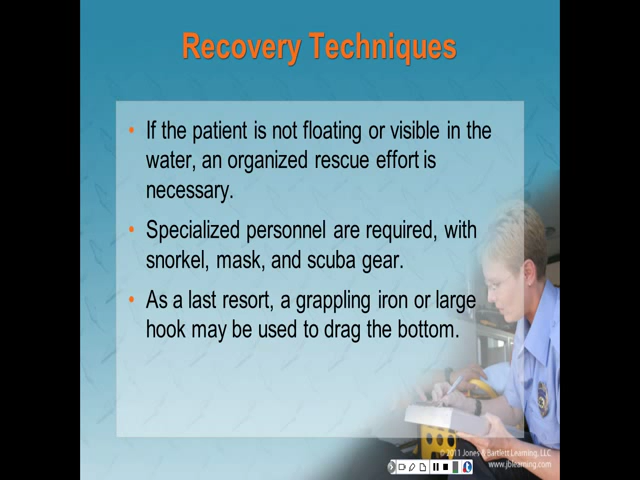 Recovery Techniques
• If the patient is not floating or visible in the
water, an organized rescue effort is
necessary.
• Specialized personnel are required, with
snorkel, mask, and scuba gear.
• As a last resort, a grappling iron or large
hook may be used to drag the bottom.
© 2011 Jones & Bartlett Learning, LLC
www.jblearning.com